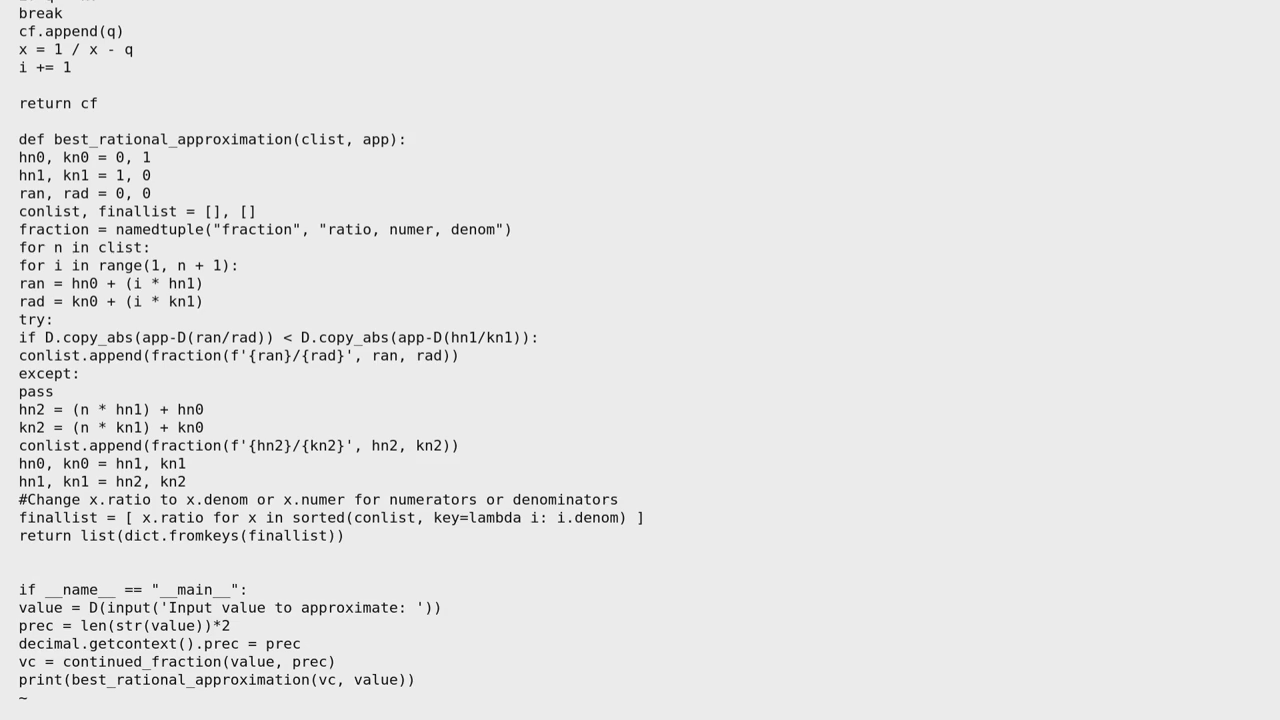 break
cf.append(q)
x = 1 / x - q
i += 1
return cf
def best_rational_approximation(clist, app):
hn0, kn0 = 0, 1
hn1, kn1 = 1, 0
ran, rad = 0, 0
conlist, finallist = [], []
fraction = namedtuple("fraction", "ratio, numer, denom")
for n in clist:
for i in range(1, n + 1):
ran = hn0 + (i * hn1)
rad = kn0 + (i * kn1)
try:
if D.copy_abs(app-D(ran/rad)) < D.copy_abs(app-D(hn1/kn1)):
conlist.append(fraction(f'{ran}/{rad}', ran, rad))
except:
pass
hn2 = (n * hn1) + hn0
kn2 = (n * kn1) + kn0
conlist.append(fraction(f'{hn2}/{kn2}', hn2, kn2))
hn0, kn0 = hn1, kn1
hn1, kn1 = hn2, kn2
#Change x.ratio to x.denom or x.numer for numerators or denominators
finallist = [ x.ratio for x in sorted(conlist, key=lambda i: i.denom) ]
return list(dict.fromkeys(finallist))
if __name__ == "__main__":
value = D(input('Input value to approximate: '))
prec = len(str(value))*2
decimal.getcontext().prec = prec
vc = continued_fraction(value, prec)
print(best_rational_approximation(vc, value))
~